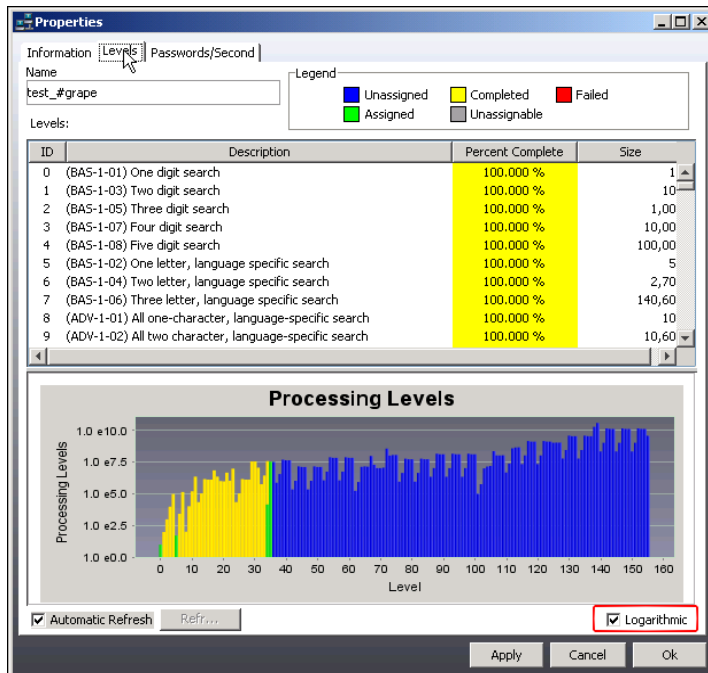 Properties
Information Levels Passwords/Second
Name
test_#grape
Legend
Unassigned Completed Failed
Assigned Unassignable
Levels:
ID Description Percent Complete Size
0 (BAS-1-01) One digit search 100.000 % 1
1 (BAS-1-03) Two digit search 100.000 % 10
2 (BAS-1-05) Three digit search 100.000 % 1,00
3 (BAS-1-07) Four digit search 100.000 % 10,00
4 (BAS-1-08) Five digit search 100.000 % 100,00
5 (BAS-1-02) One letter, language specific search 100.000 % 5
6 (BAS-1-04) Two letter, language specific search 100.000 % 2,70
7 (BAS-1-06) Three letter, language specific search 100.000 % 140,60
8 (ADV-1-01) All one-character, language-specific search 100.000 % 10
9 (ADV-1-02) All two character, language-specific search 100.000 % 10,60
Processing Levels
Processing Levels
1.0 e10.0
1.0 e7.5
1.0 e5.0
1.0 e2.5
1.0 e0.0
0 10 20 30 40 50 60 70 80 90 100 110 120 130 140 150 160
Level
Automatic Refresh Refr... Logarithmic
Apply Cancel Ok